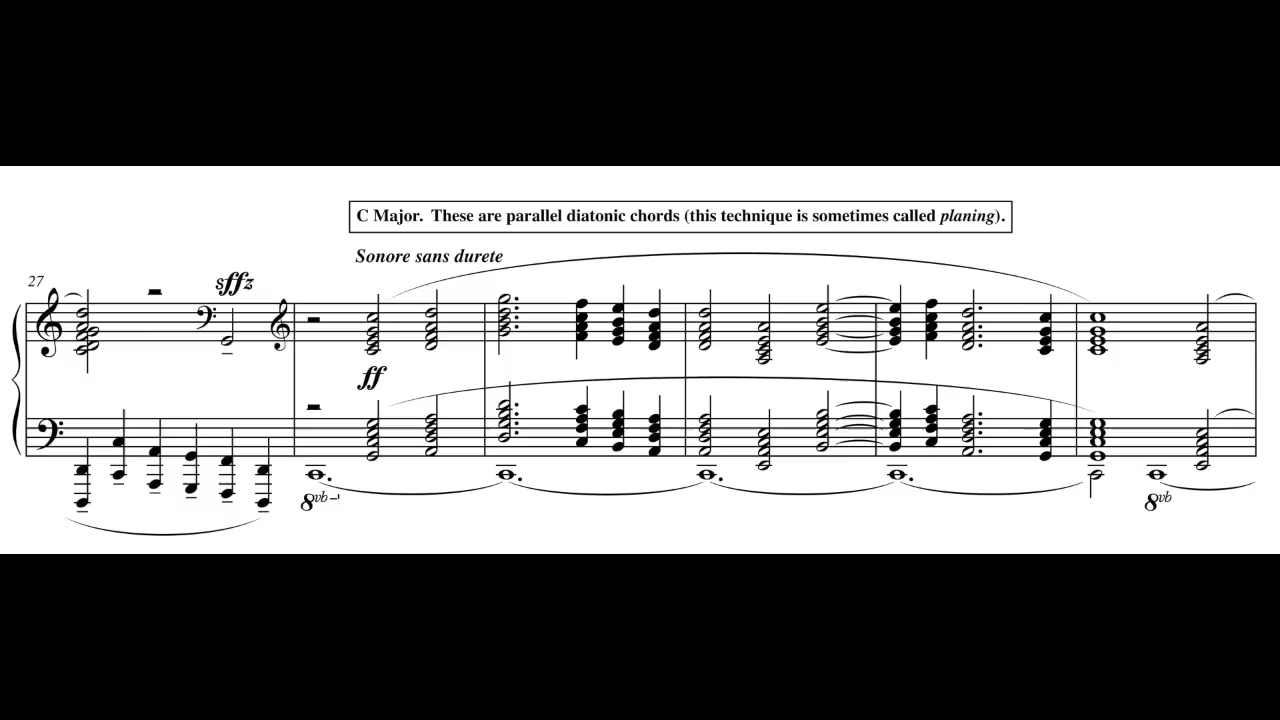 C Major. These are parallel diatonic chords (this technique is sometimes called planing).
Sonore sans durete
27
sffz
ff
8vb
8vb